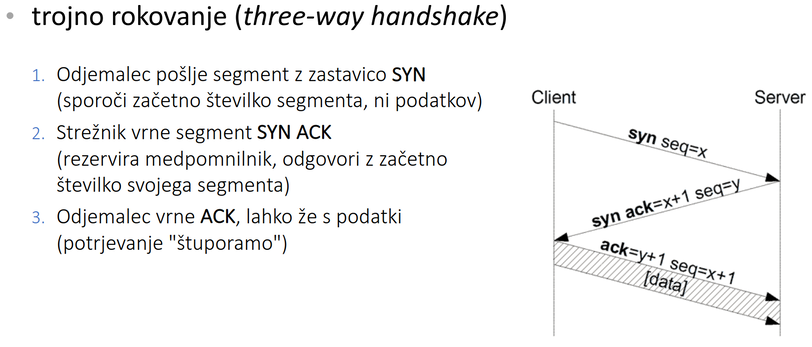 • trojno rokovanje (three-way handshake)
1. Odjemalec pošlje segment z zastavico SYN
(sporoči začetno številko segmenta, ni podatkov)
2. Strežnik vrne segment SYN ACK
(rezervira medpomnilnik, odgovori z začetno
številko svojega segmenta)
3. Odjemalec vrne ACK, lahko že s podatki
(potrjevanje "štuporamo")
Client
Server
syn seq=x
syn ack=x+1 seq=y
ack=y+1 seq=x+1
[data]